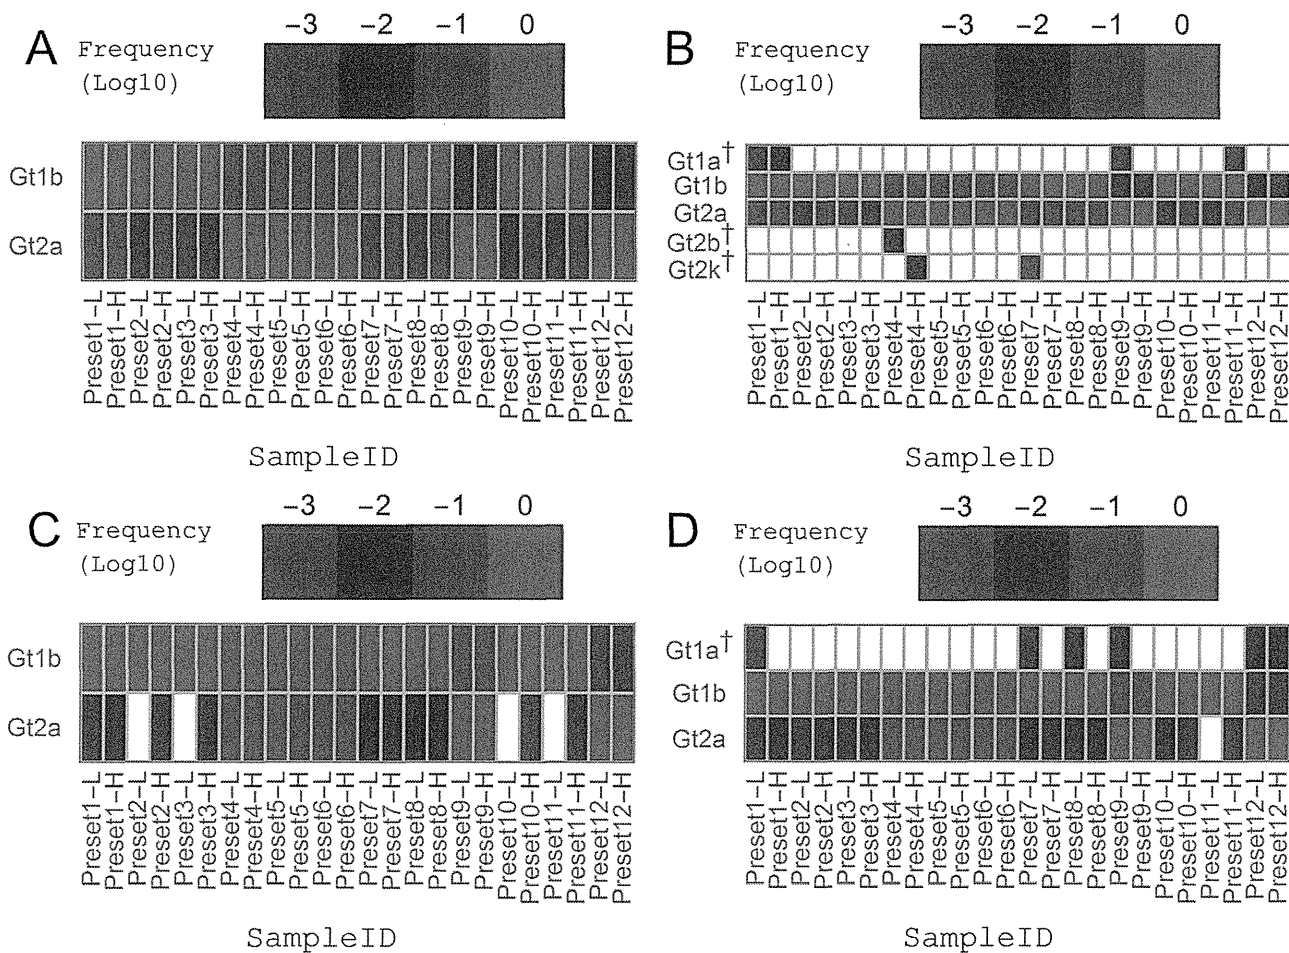 A
Frequency
(Log10)
−3 −2 −1 0
Gt1b
Gt2a
Preset1−L
Preset1−H
Preset2−L
Preset2−H
Preset3−L
Preset3−H
Preset4−L
Preset4−H
Preset5−L
Preset5−H
Preset6−L
Preset6−H
Preset7−L
Preset7−H
Preset8−L
Preset8−H
Preset9−L
Preset9−H
Preset10−L
Preset10−H
Preset11−L
Preset11−H
Preset12−L
Preset12−H
SampleID
B
Frequency
(Log10)
−3 −2 −1 0
Gt1a†
Gt1b
Gt2a
Gt2b†
Gt2k†
Preset1−L
Preset1−H
Preset2−L
Preset2−H
Preset3−L
Preset3−H
Preset4−L
Preset4−H
Preset5−L
Preset5−H
Preset6−L
Preset6−H
Preset7−L
Preset7−H
Preset8−L
Preset8−H
Preset9−L
Preset9−H
Preset10−L
Preset10−H
Preset11−L
Preset11−H
Preset12−L
Preset12−H
SampleID
C
Frequency
(Log10)
−3 −2 −1 0
Gt1b
Gt2a
Preset1−L
Preset1−H
Preset2−L
Preset2−H
Preset3−L
Preset3−H
Preset4−L
Preset4−H
Preset5−L
Preset5−H
Preset6−L
Preset6−H
Preset7−L
Preset7−H
Preset8−L
Preset8−H
Preset9−L
Preset9−H
Preset10−L
Preset10−H
Preset11−L
Preset11−H
Preset12−L
Preset12−H
SampleID
D
Frequency
(Log10)
−3 −2 −1 0
Gt1a†
Gt1b
Gt2a
Preset1−L
Preset1−H
Preset2−L
Preset2−H
Preset3−L
Preset3−H
Preset4−L
Preset4−H
Preset5−L
Preset5−H
Preset6−L
Preset6−H
Preset7−L
Preset7−H
Preset8−L
Preset8−H
Preset9−L
Preset9−H
Preset10−L
Preset10−H
Preset11−L
Preset11−H
Preset12−L
Preset12−H
SampleID